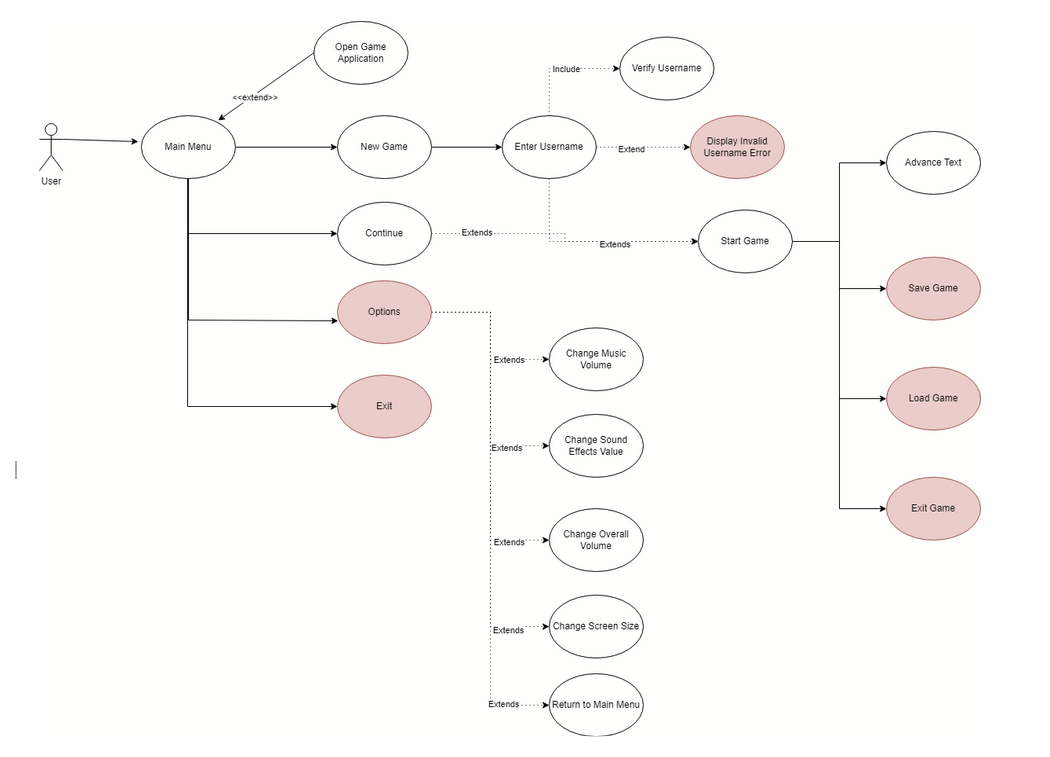 Open Game
Application
<<extend>>
User
Main Menu
New Game
Enter Username
Include
Verify Username
Extend
Display Invalid
Username Error
Continue
Extends
Extends
Start Game
Advance Text
Save Game
Load Game
Exit Game
Options
Exit
Extends
Change Music
Volume
Extends
Change Sound
Effects Value
Extends
Change Overall
Volume
Extends
Change Screen Size
Extends
Return to Main Menu